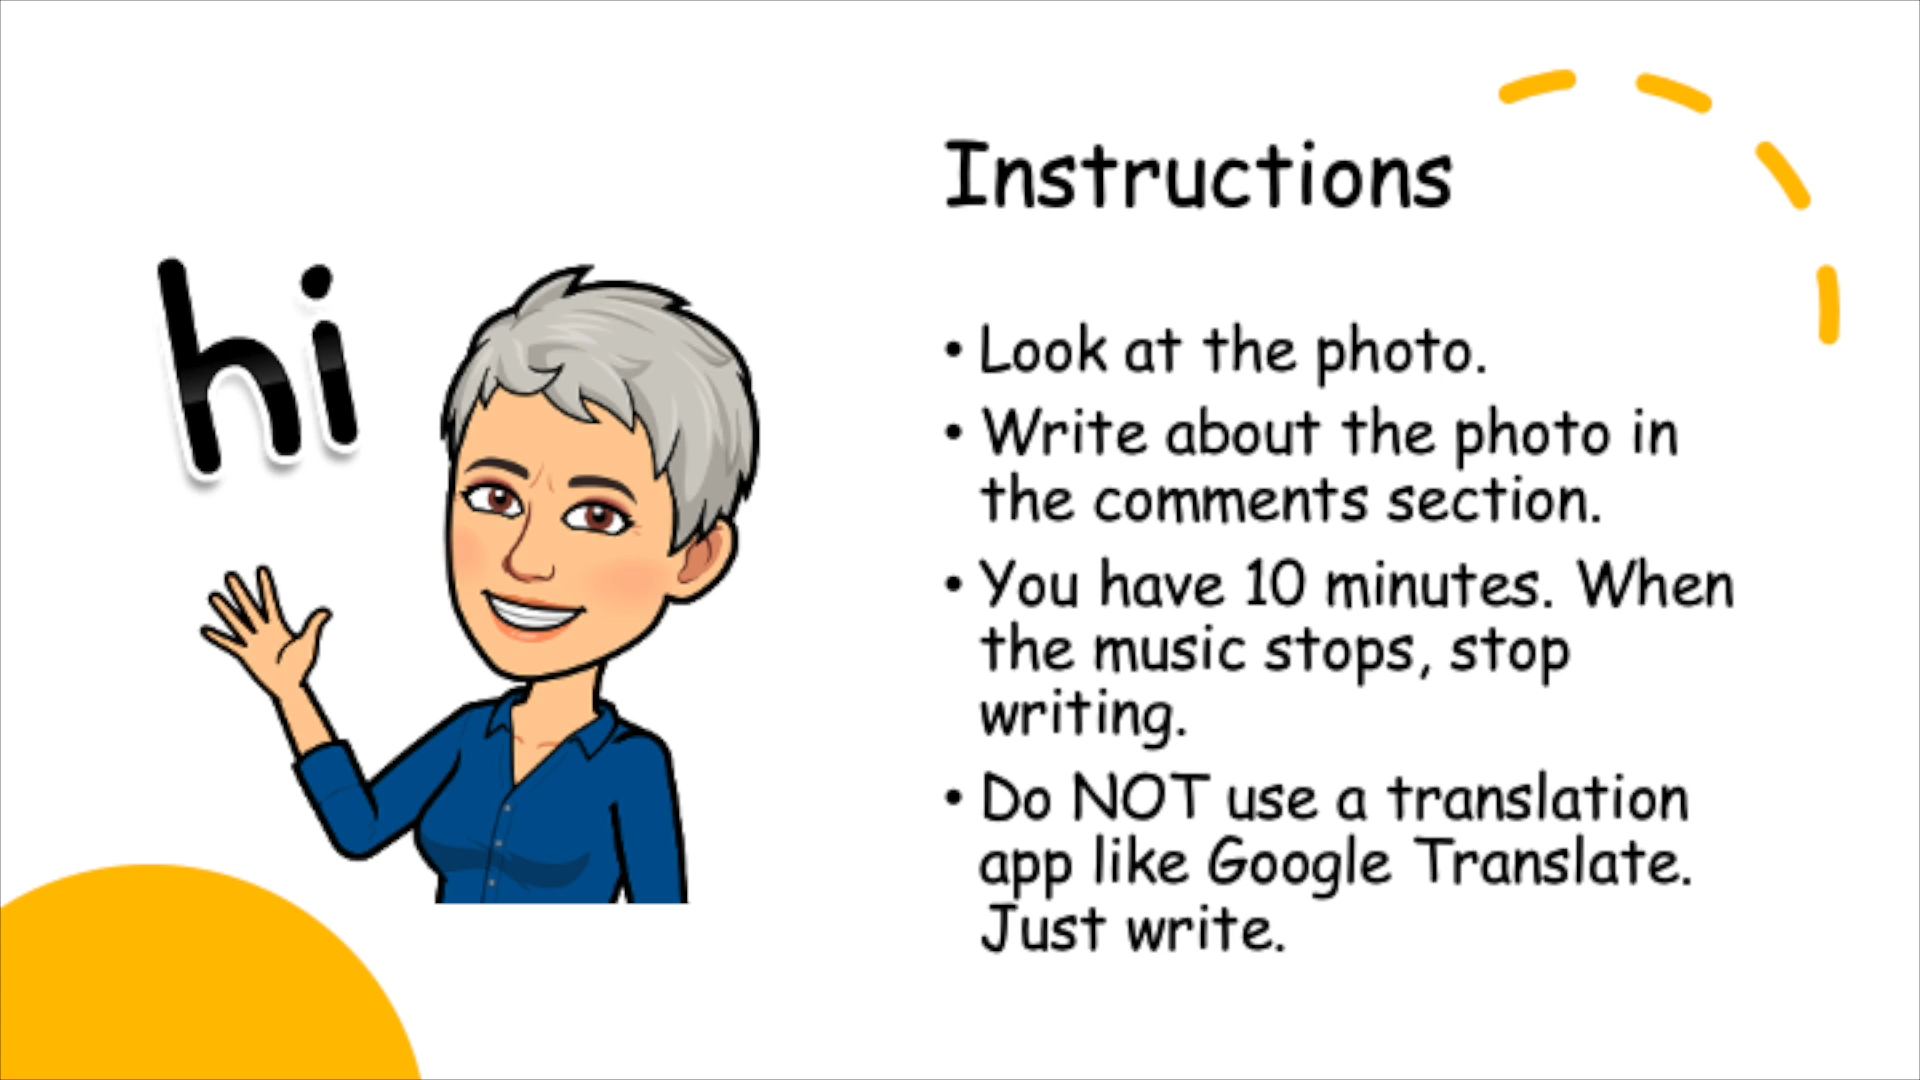 hi
Instructions
• Look at the photo.
• Write about the photo in
the comments section.
• You have 10 minutes. When
the music stops, stop
writing.
• Do NOT use a translation
app like Google Translate.
Just write.